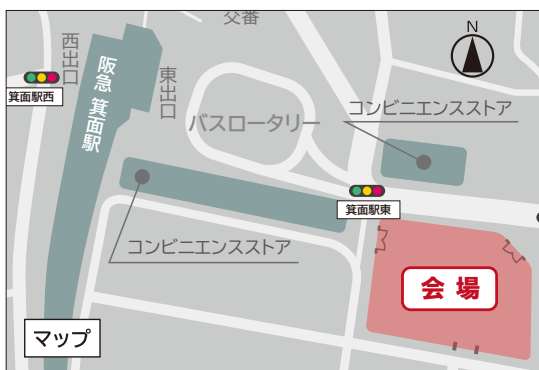 交番
N
西出口
阪急 箕面駅
東出口
箕面駅西
コンビニエンスストア
バスロータリー
箕面駅東
コンビニエンスストア
会場
マップ